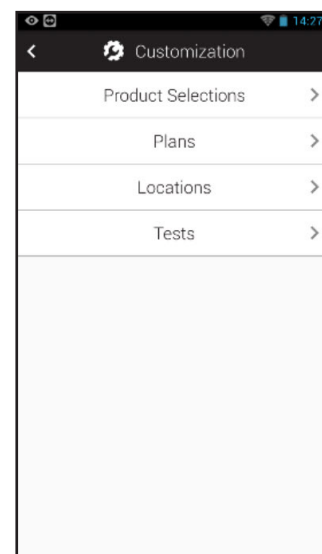 14:27
Customization
Product Selections
Plans
Locations
Tests